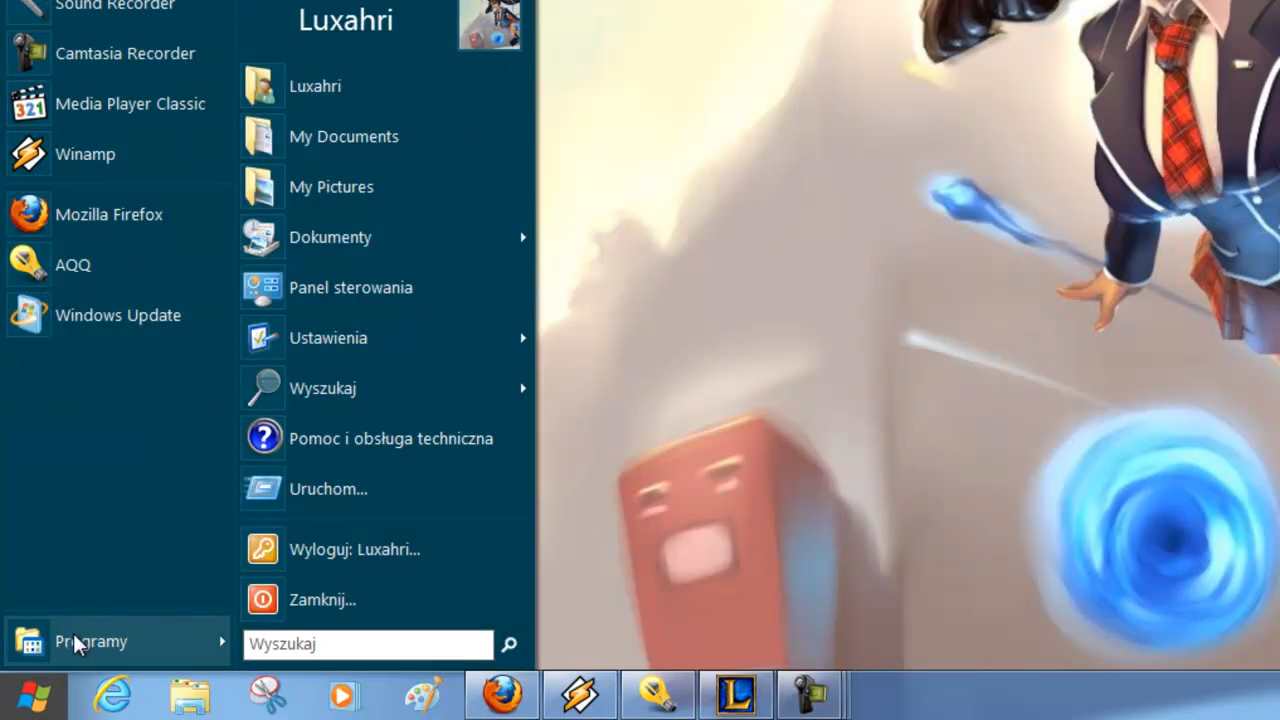 Sound Recorder
Camtasia Recorder
Media Player Classic
321
Winamp
Mozilla Firefox
AQQ
Windows Update
Programy
Luxahri
Luxahri
My Documents
My Pictures
Dokumenty
Panel sterowania
Ustawienia
Wyszukaj
Pomoc i obsługa techniczna
Uruchom...
Wyloguj: Luxahri...
Zamknij...
Wyszukaj
L